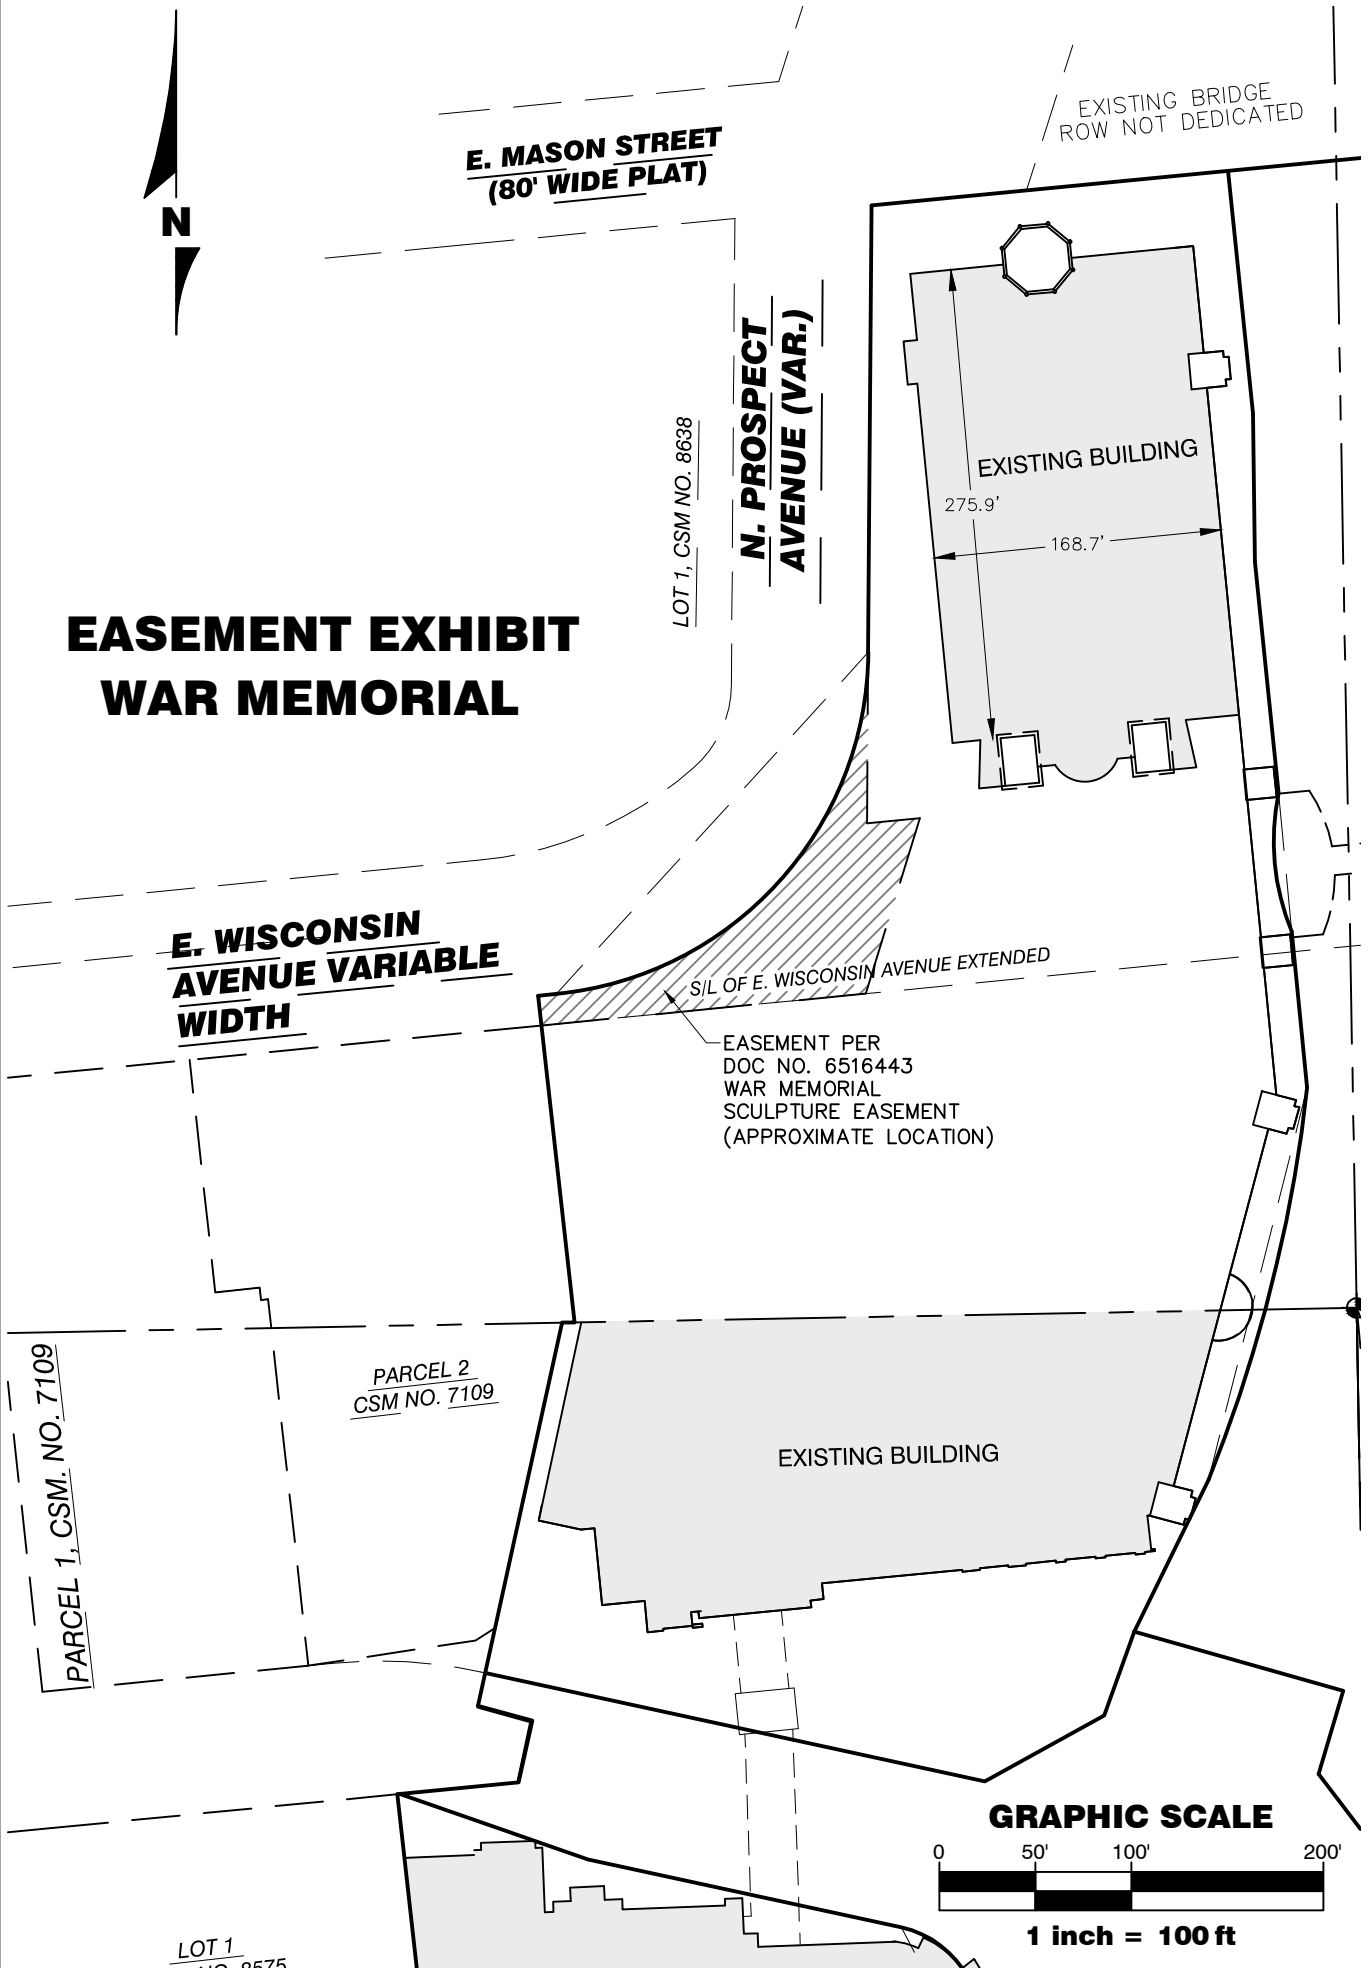 EXISTING BRIDGE
ROW NOT DEDICATED
E. MASON STREET
(80' WIDE PLAT)
N
N. PROSPECT
AVENUE (VAR.)
LOT 1, CSM NO. 8638
EXISTING BUILDING
275.9'
168.7'
EASEMENT EXHIBIT
WAR MEMORIAL
E. WISCONSIN
AVENUE VARIABLE
WIDTH
S/L OF E. WISCONSIN AVENUE EXTENDED
EASEMENT PER
DOC NO. 6516443
WAR MEMORIAL
SCULPTURE EASEMENT
(APPROXIMATE LOCATION)
PARCEL 1, CSM. NO. 7109
PARCEL 2
CSM NO. 7109
EXISTING BUILDING
GRAPHIC SCALE
0 50' 100' 200'
1 inch = 100 ft
LOT 1
NO. 8575